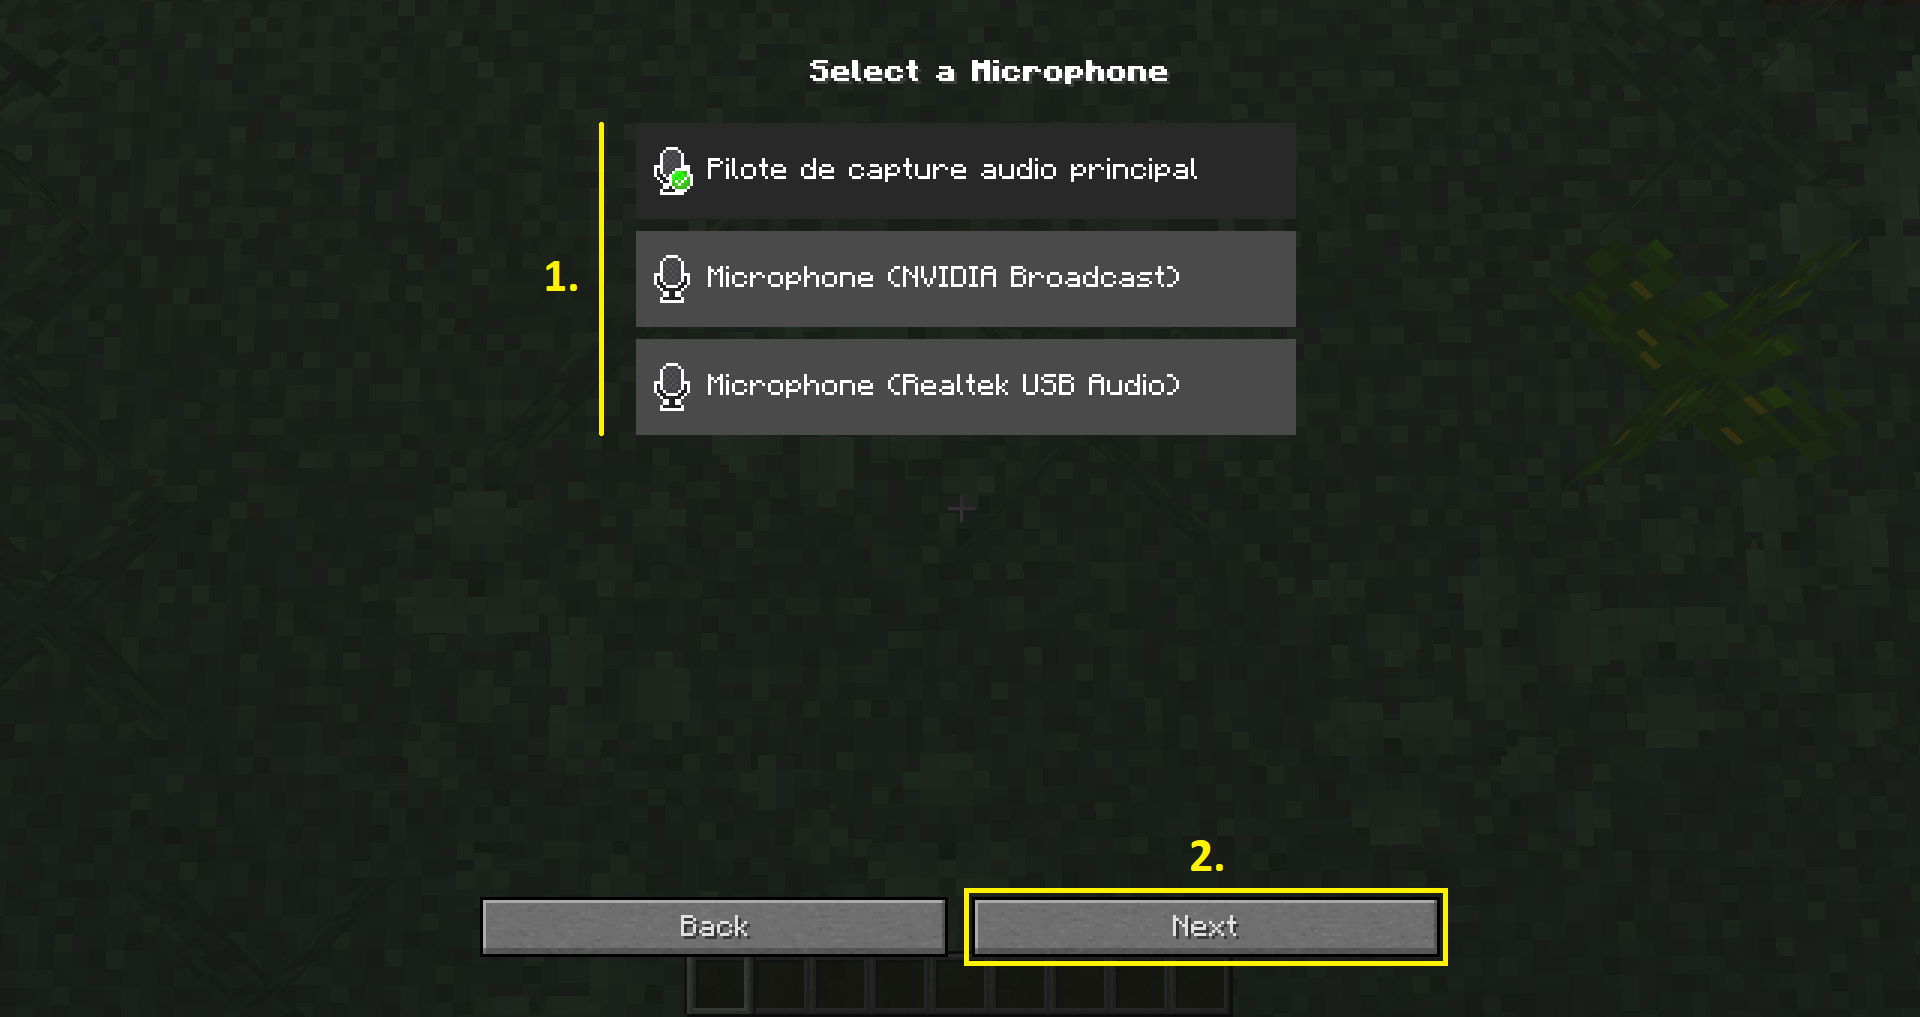 Select a Microphone
Pilote de capture audio principal
1.
Microphone (NVIDIA Broadcast)
Microphone (Realtek USB Audio)
2.
Back
Next